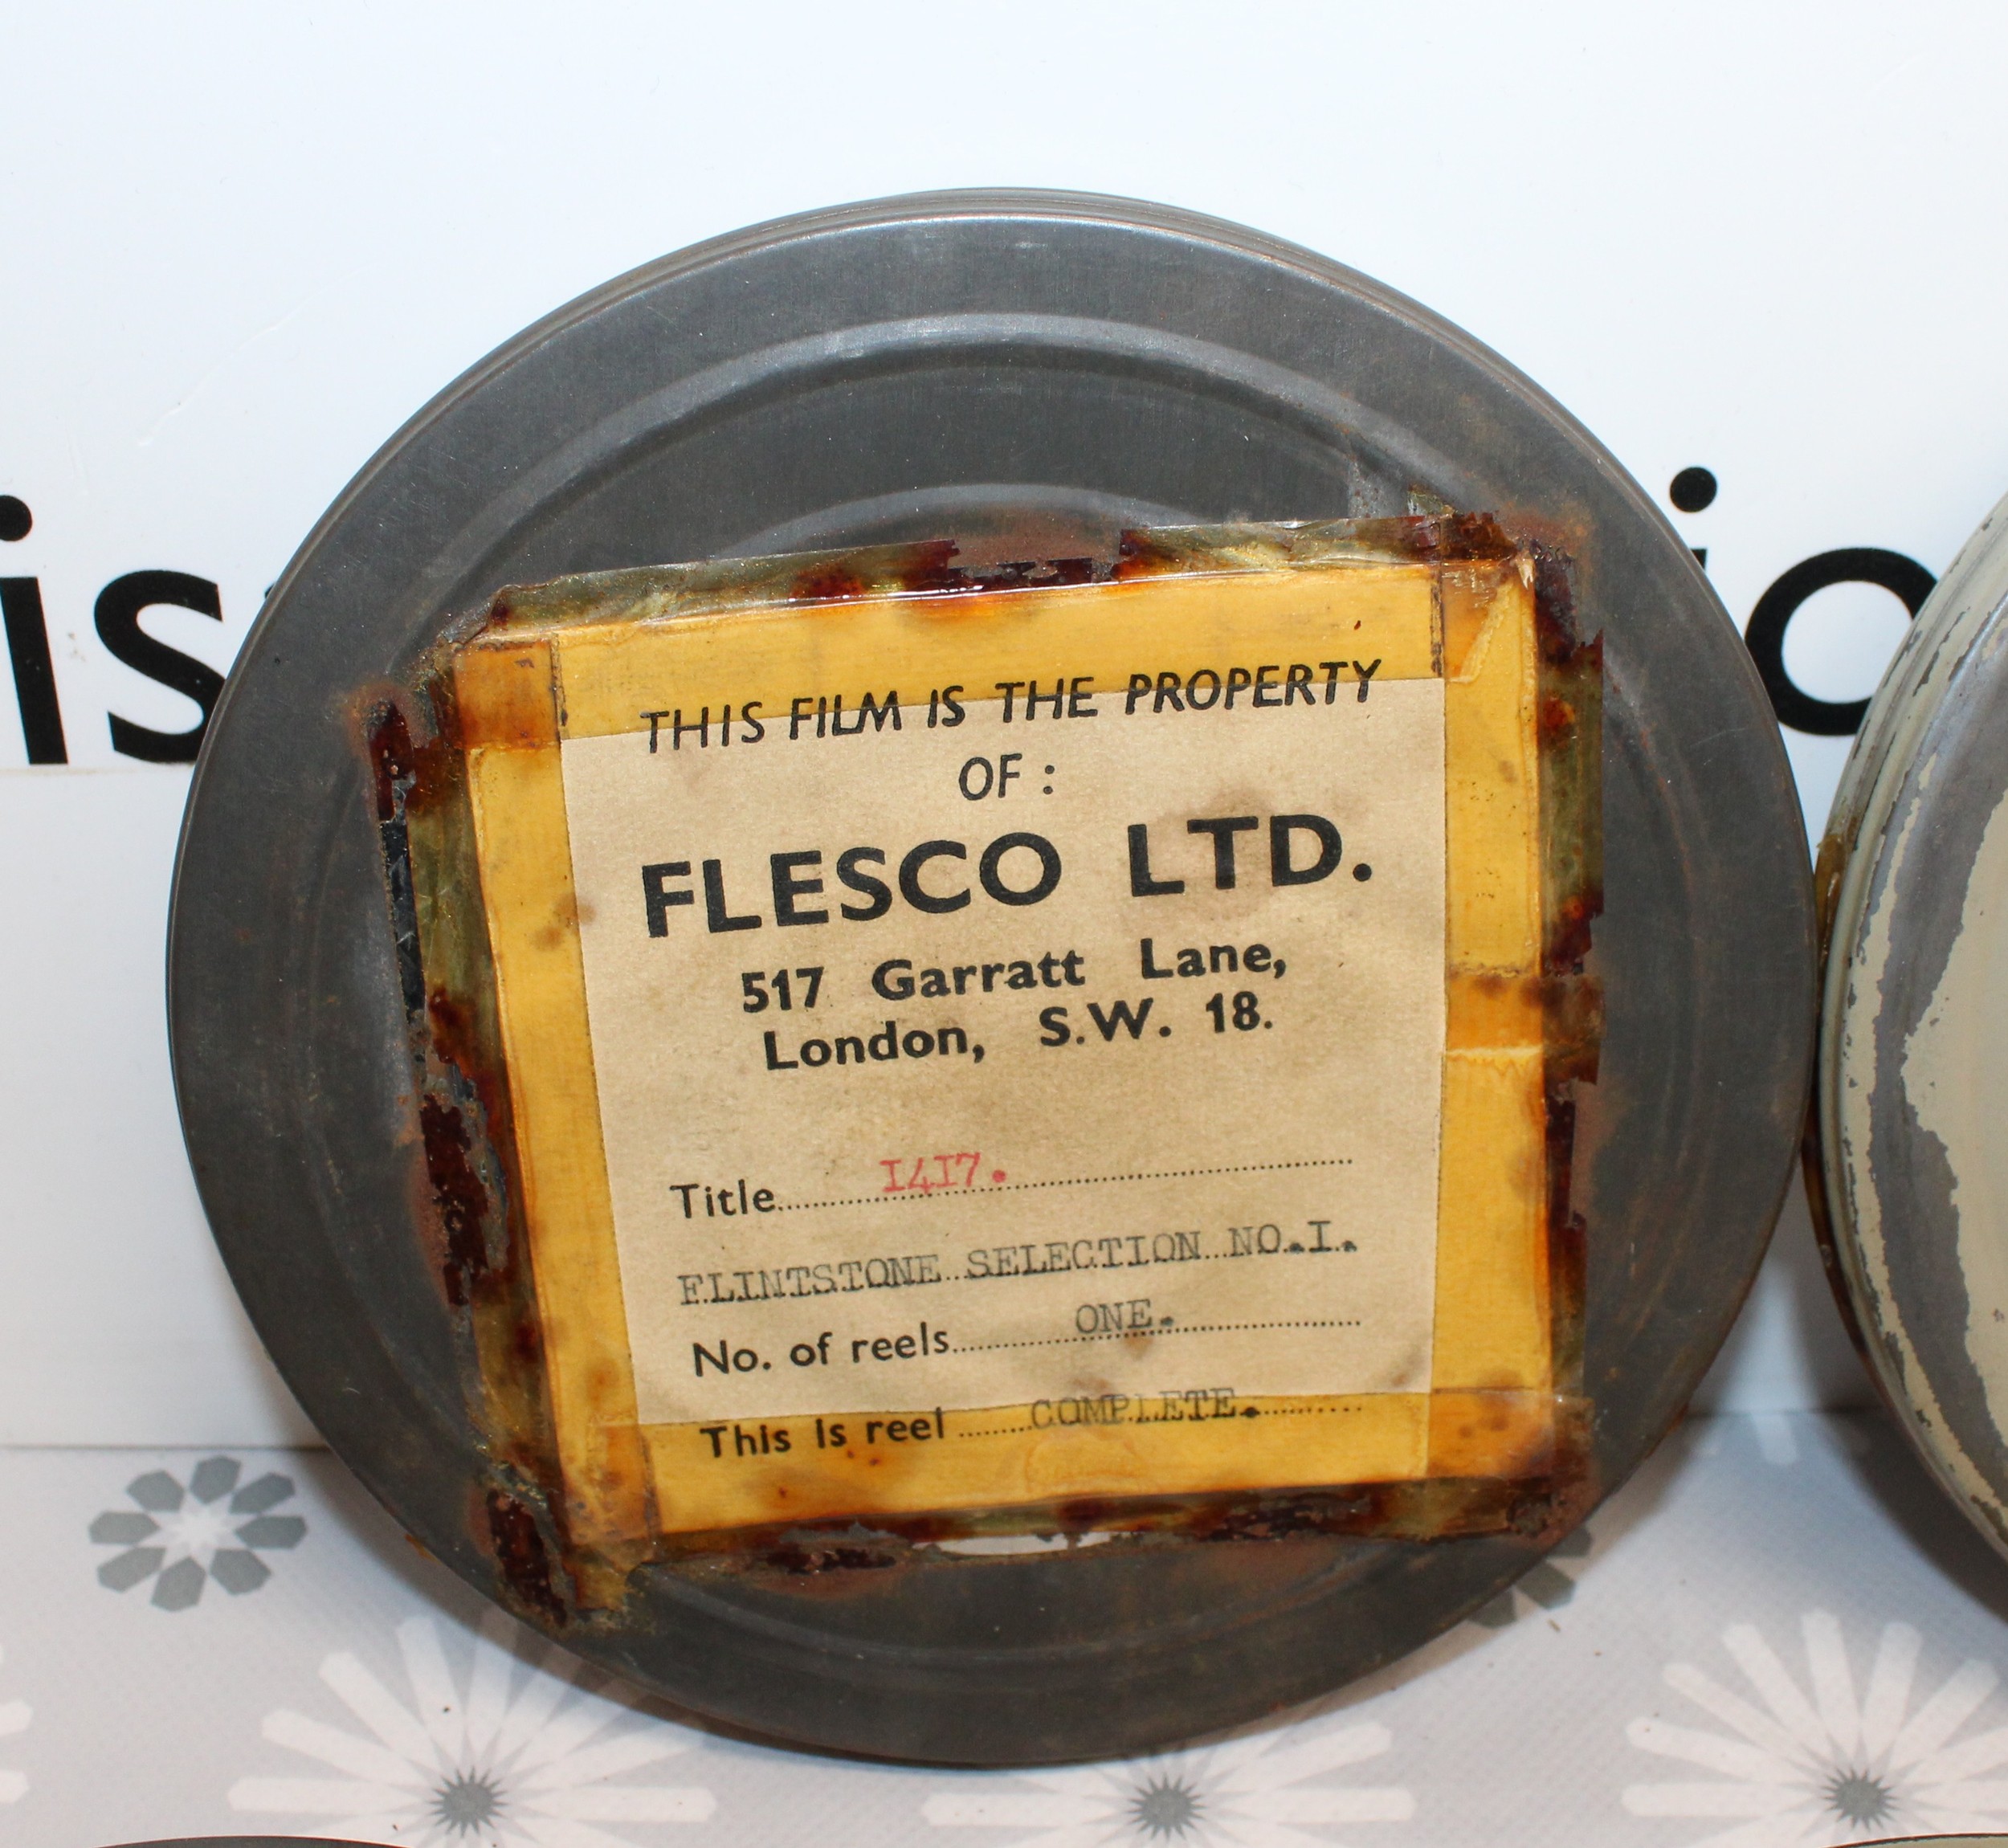 THIS FILM IS THE PROPERTY
OF :
FLESCO LTD.
517 Garratt Lane,
London, S.W. 18.
Title 1417.
FLINTSTONE SELECTION NO.I.
No. of reels ONE.
This is reel COMPLETE.